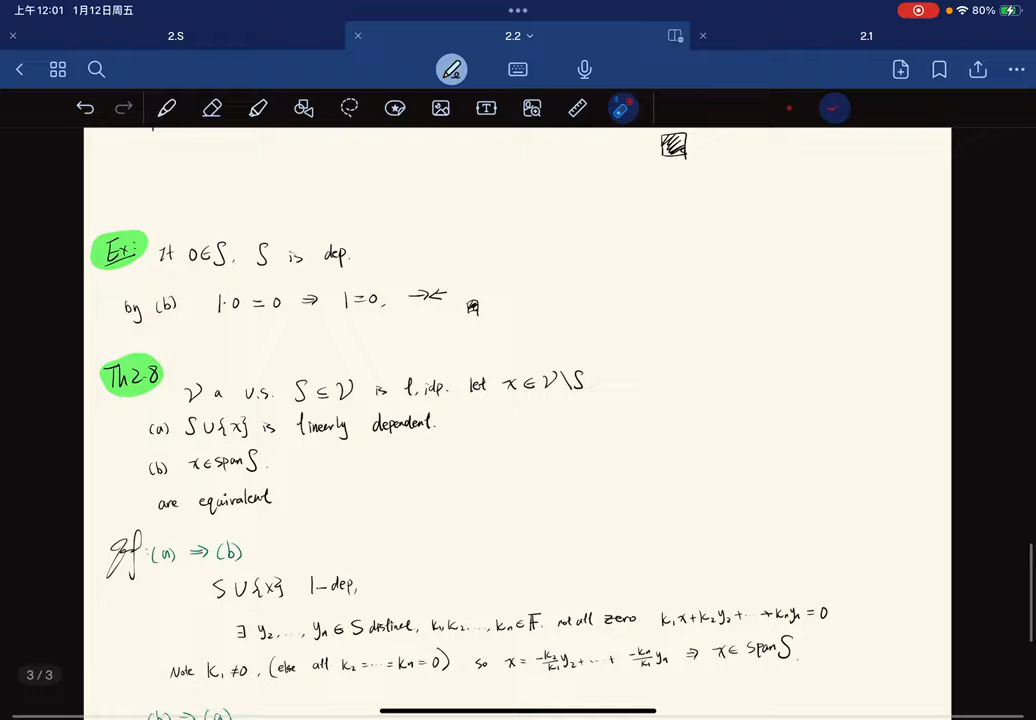 上午12:01 1月12日周五
80%
2.S
2.2
2.1
Ex: If 0∈S, S is dep.
by (b) 1·0 = 0 ⇒ 1=0, →←
Th2-8
V a v.s. S ⊆ V is l.idp. let x ∈ V\S.
(a) S∪{x} is linearly dependent.
(b) x∈span S.
are equivalent
pf: (a) ⇒ (b)
S∪{x} l-dep,
∃ y₂, ..., yₙ ∈ S distinct, k₁,k₂, ..., kₙ ∈ F. not all zero k₁x+k₂y₂+···+kₙyₙ=0
Note k₁≠0, (else all k₂=···=kₙ=0) so x = -k₂/k₁ y₂+···+ -kₙ/k₁ yₙ ⇒ x∈ span S.
3 / 3
(b) ⇒ (a)